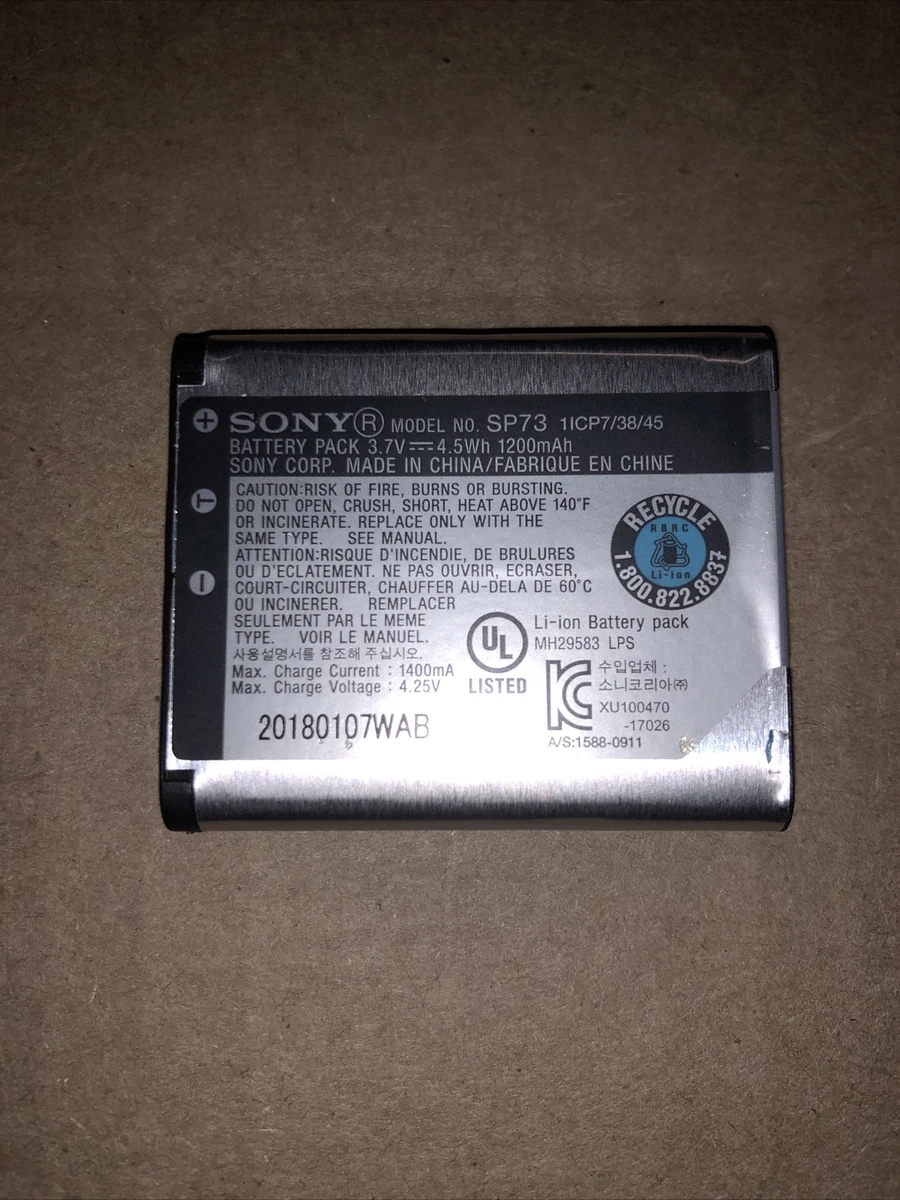 + SONY® MODEL NO. SP73 1ICP7/38/45
BATTERY PACK 3.7V⎓4.5Wh 1200mAh
SONY CORP. MADE IN CHINA/FABRIQUE EN CHINE
T
−
CAUTION:RISK OF FIRE, BURNS OR BURSTING.
DO NOT OPEN, CRUSH, SHORT, HEAT ABOVE 140°F
OR INCINERATE. REPLACE ONLY WITH THE
SAME TYPE. SEE MANUAL.
ATTENTION:RISQUE D'INCENDIE, DE BRULURES
OU D'ECLATEMENT. NE PAS OUVRIR, ECRASER,
COURT-CIRCUITER, CHAUFFER AU-DELA DE 60°C
OU INCINERER. REMPLACER
SEULEMENT PAR LE MEME
TYPE. VOIR LE MANUEL.
사용설명서를 참조해 주십시오.
Max. Charge Current : 1400mA
Max. Charge Voltage : 4.25V
20180107WAB
RECYCLE
RBRC
Li-ion
1.800.822.8837
UL
LISTED
Li-ion Battery pack
MH29583 LPS
KC
수입업체 :
소니코리아㈜
XU100470
-17026
A/S:1588-0911